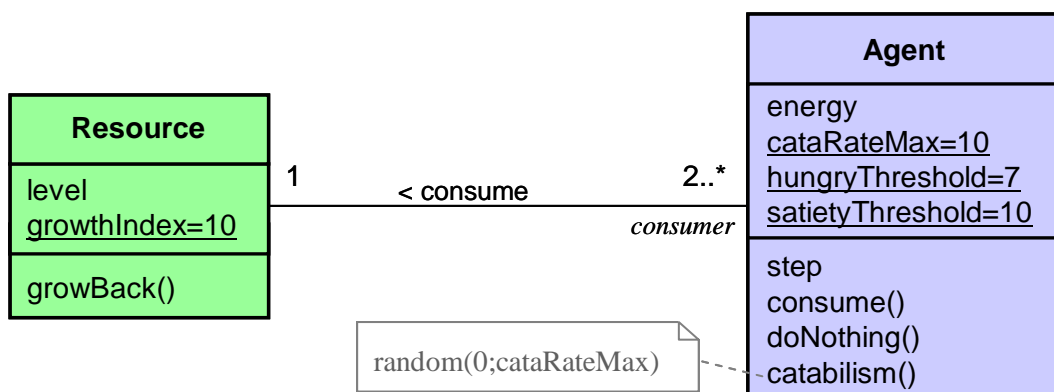 Resource
level
growthIndex=10
growBack()
1
< consume
2..*
consumer
Agent
energy
cataRateMax=10
hungryThreshold=7
satietyThreshold=10
step
consume()
doNothing()
catabilism()
random(0;cataRateMax)